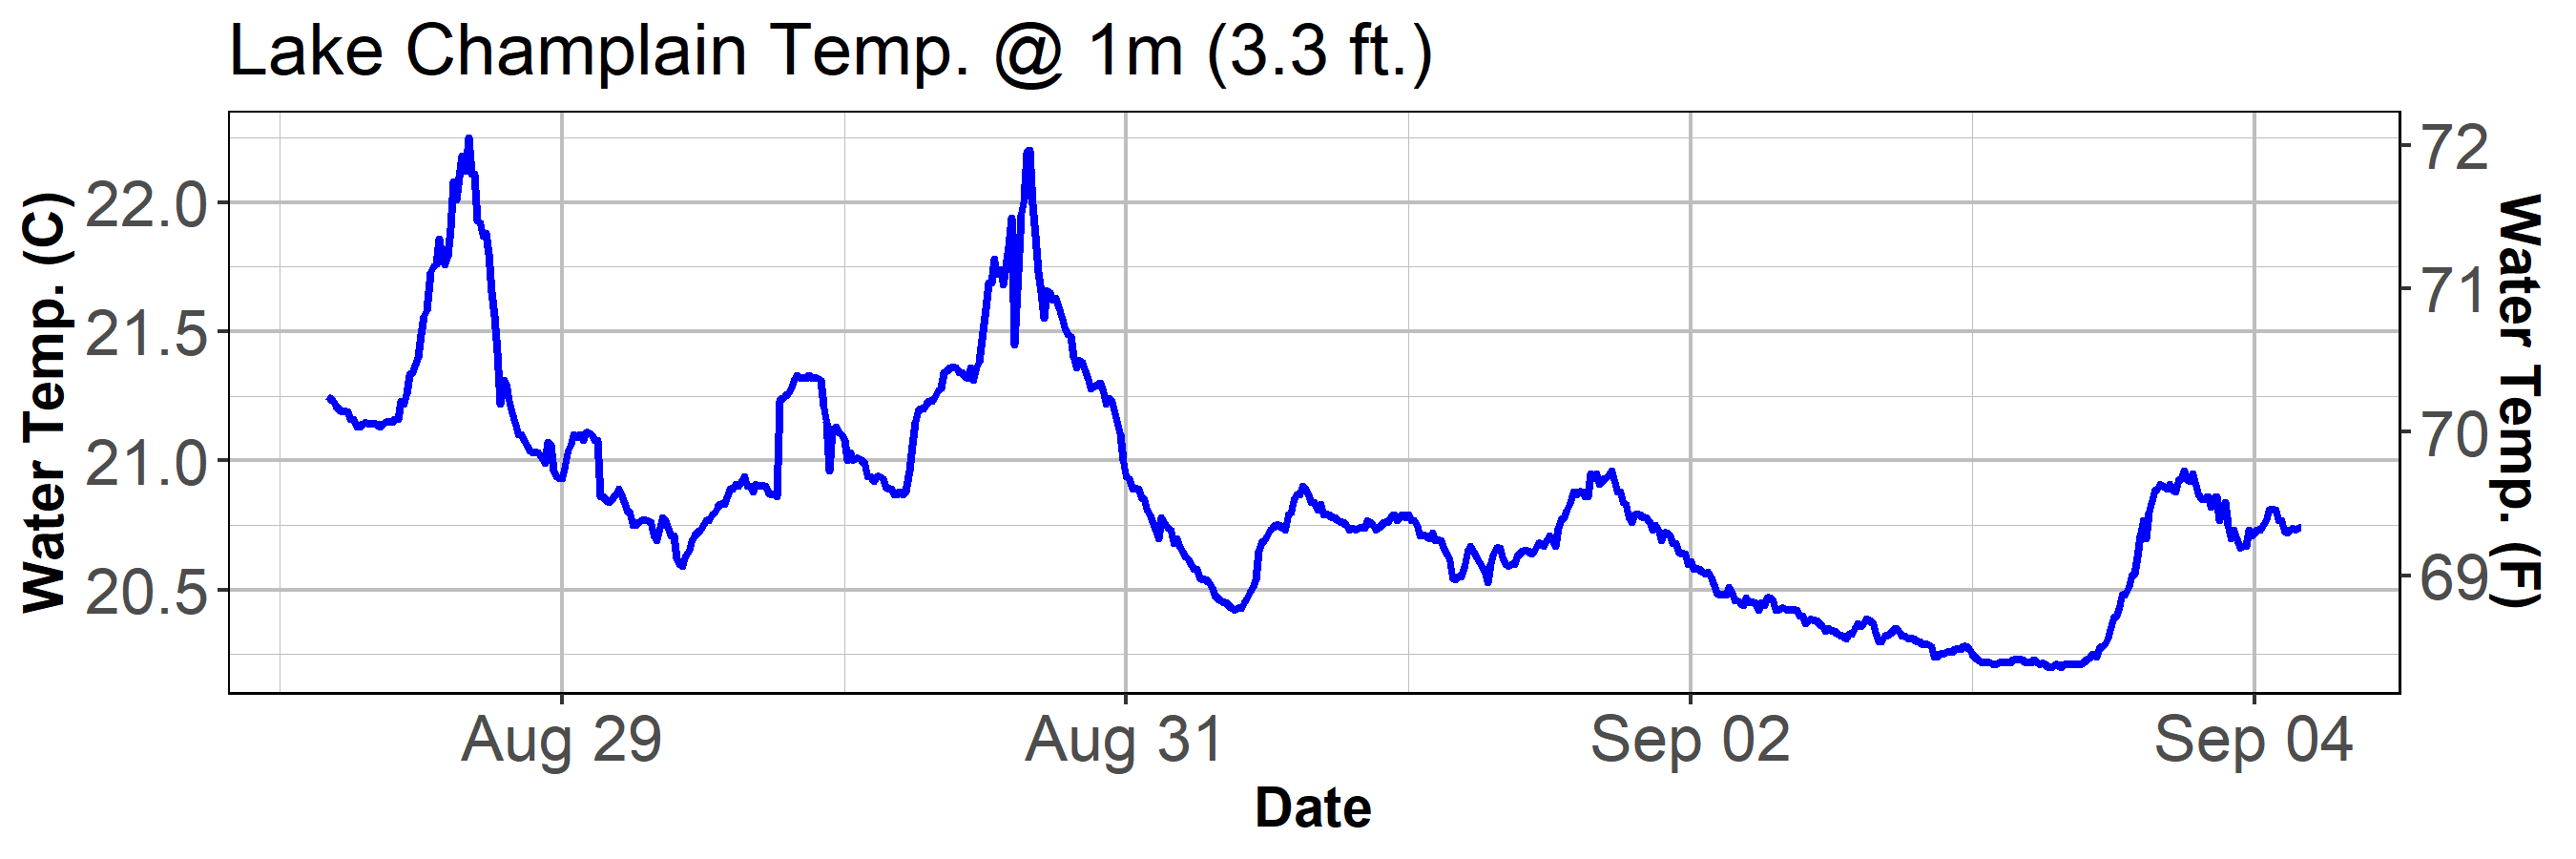 Lake Champlain Temp. @ 1m (3.3 ft.)
Water Temp. (C)
22.0
21.5
21.0
20.5
72
71
70
69
Water Temp. (F)
Aug 29
Aug 31
Sep 02
Sep 04
Date